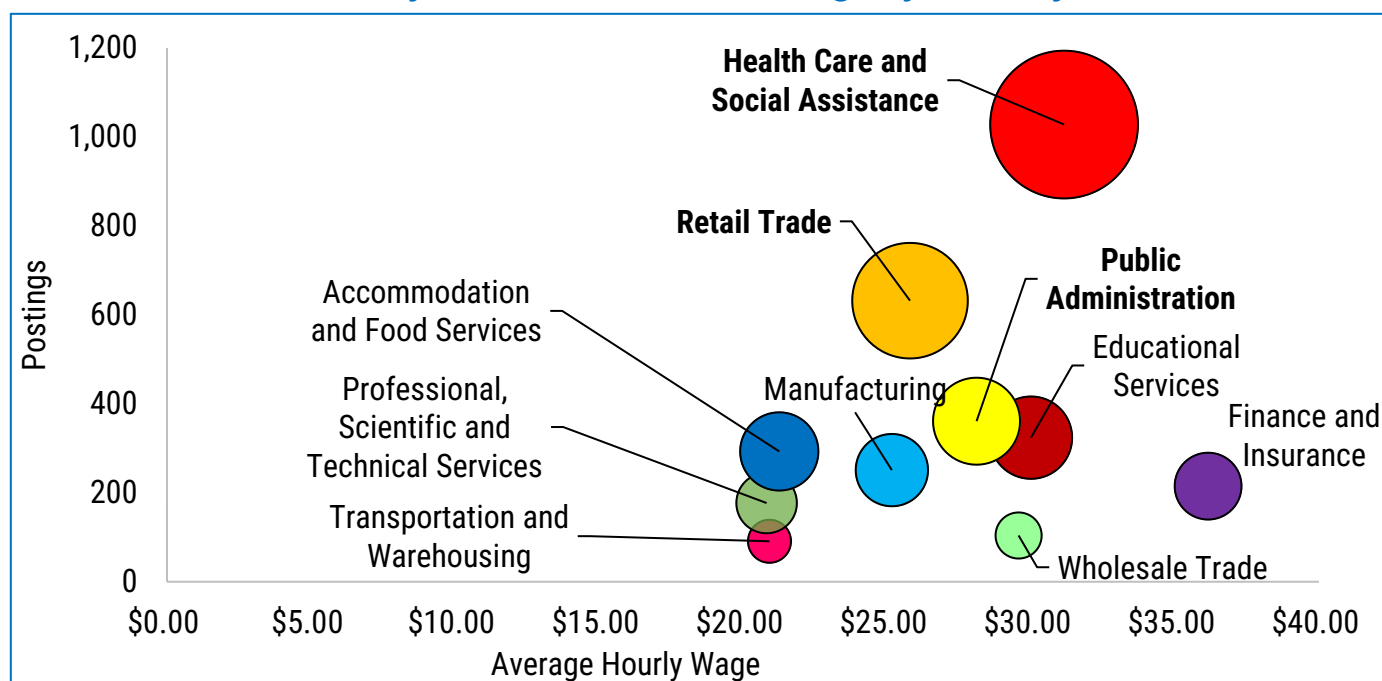 1,200
1,000
800
600
400
200
0
Postings
Health Care and
Social Assistance
Retail Trade
Public
Administration
Accommodation
and Food Services
Educational
Services
Manufacturing
Professional,
Scientific and
Technical Services
Finance and
Insurance
Transportation and
Warehousing
Wholesale Trade
$0.00 $5.00 $10.00 $15.00 $20.00 $25.00 $30.00 $35.00 $40.00
Average Hourly Wage